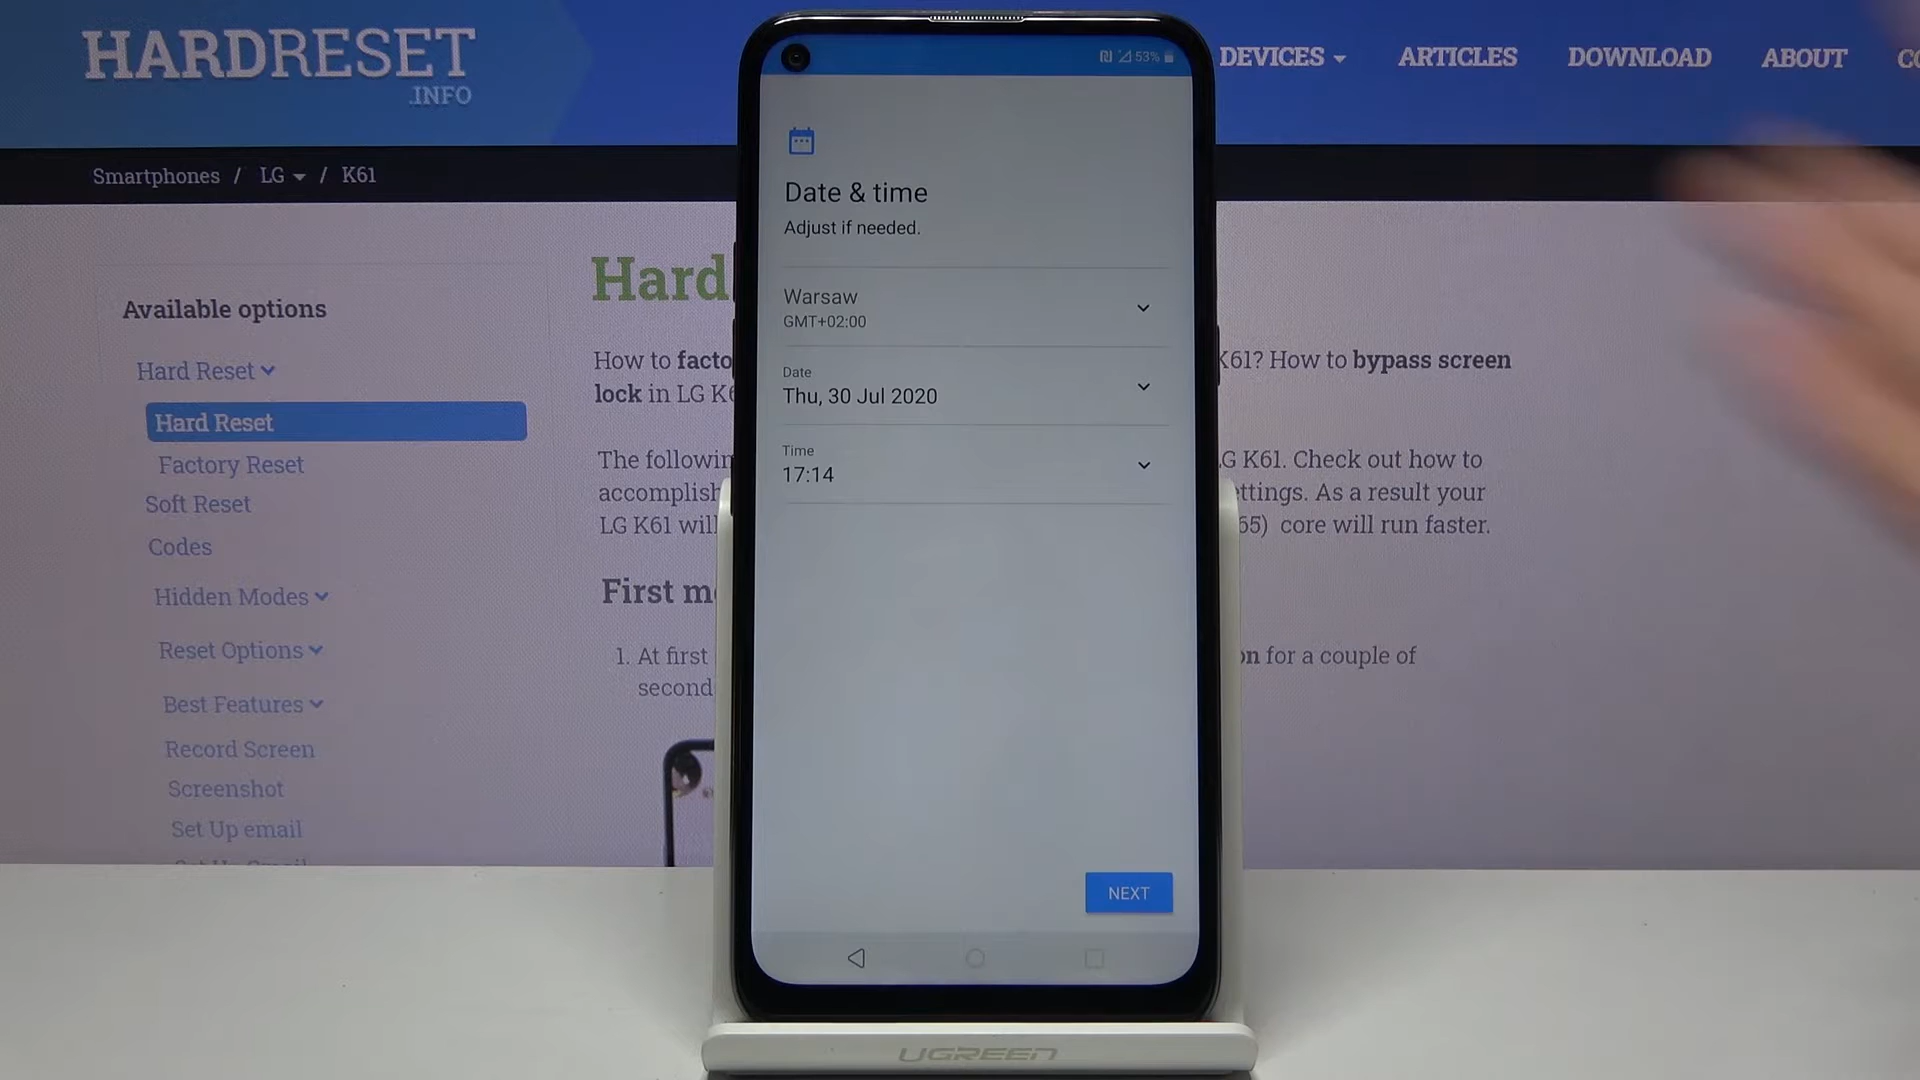 HARDRESET
.INFO
DEVICES
ARTICLES
DOWNLOAD
ABOUT
Smartphones / LG / K61
Available options
Hard Reset
Hard Reset
Factory Reset
Soft Reset
Codes
Hidden Modes
Reset Options
Best Features
Record Screen
Screenshot
Set Up email
Hard
How to facto
K61? How to bypass screen
lock in LG K6
The followin
G K61. Check out how to
accomplish
ettings. As a result your
LG K61 will
65) core will run faster.
First m
1. At first
on for a couple of
second
53%
Date & time
Adjust if needed.
Warsaw
GMT+02:00
Date
Thu, 30 Jul 2020
Time
17:14
NEXT
UGREEN